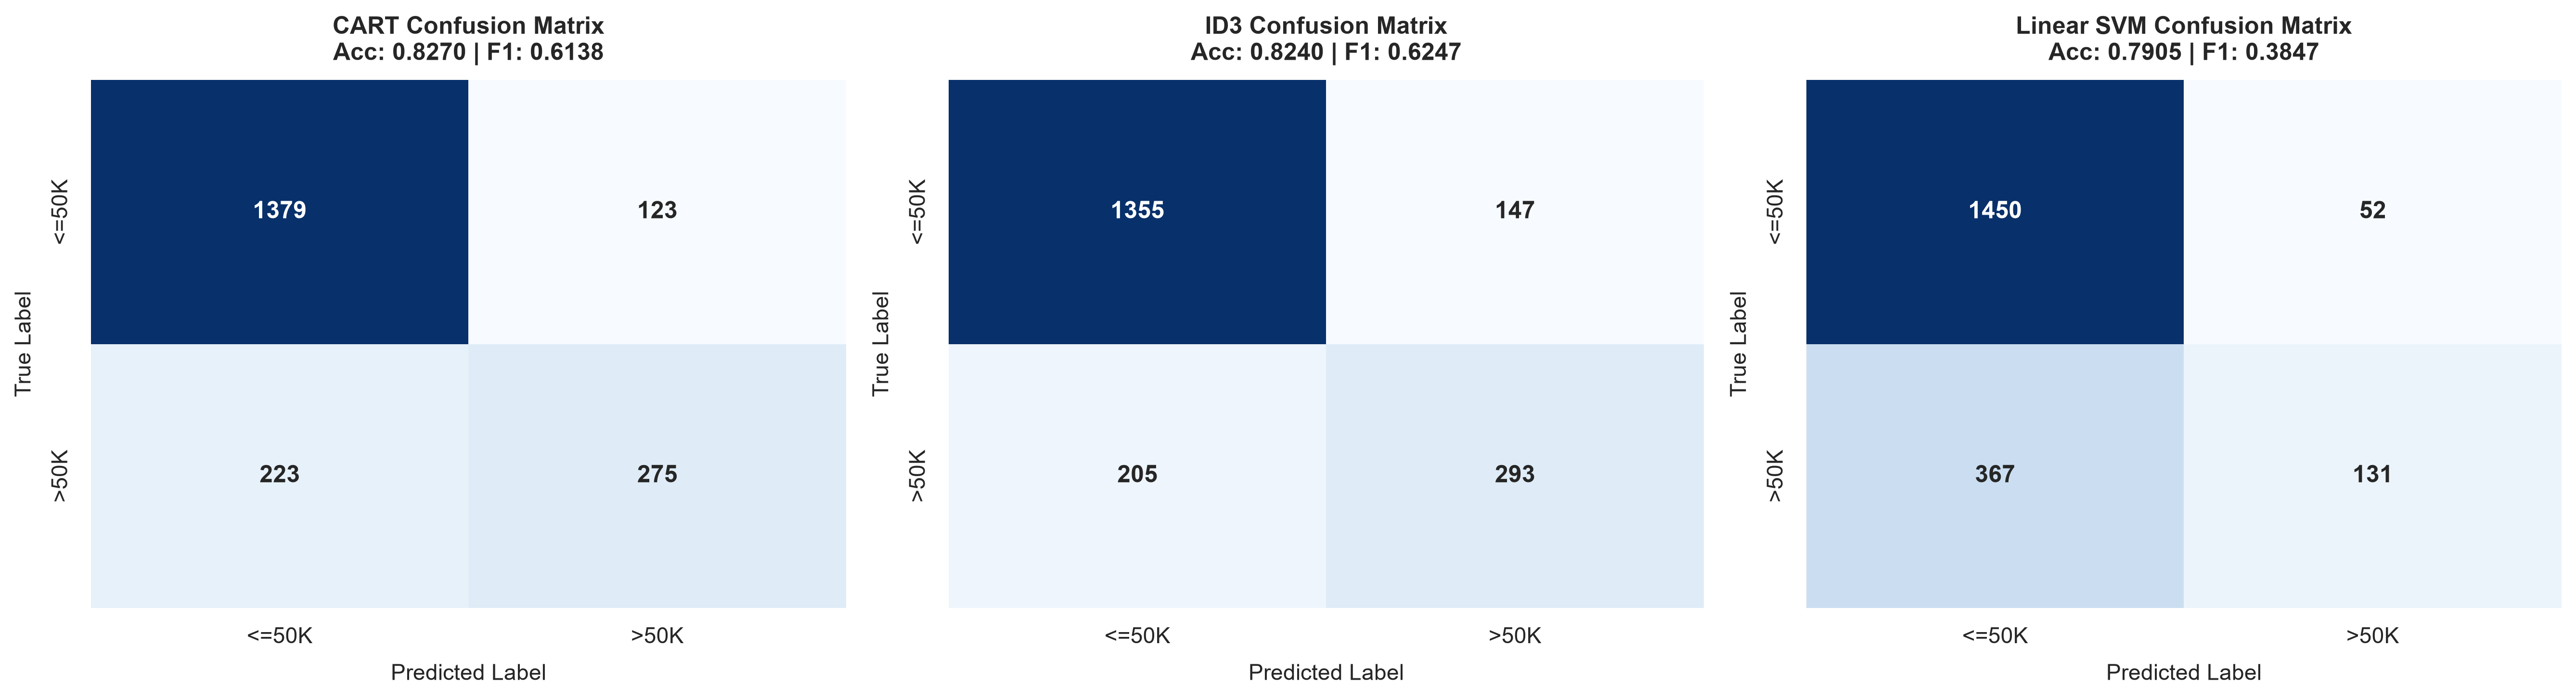 CART Confusion Matrix
Acc: 0.8270 | F1: 0.6138
True Label
<=50K
>50K
1379
123
223
275
<=50K
>50K
Predicted Label
ID3 Confusion Matrix
Acc: 0.8240 | F1: 0.6247
True Label
<=50K
>50K
1355
147
205
293
<=50K
>50K
Predicted Label
Linear SVM Confusion Matrix
Acc: 0.7905 | F1: 0.3847
True Label
<=50K
>50K
1450
52
367
131
<=50K
>50K
Predicted Label